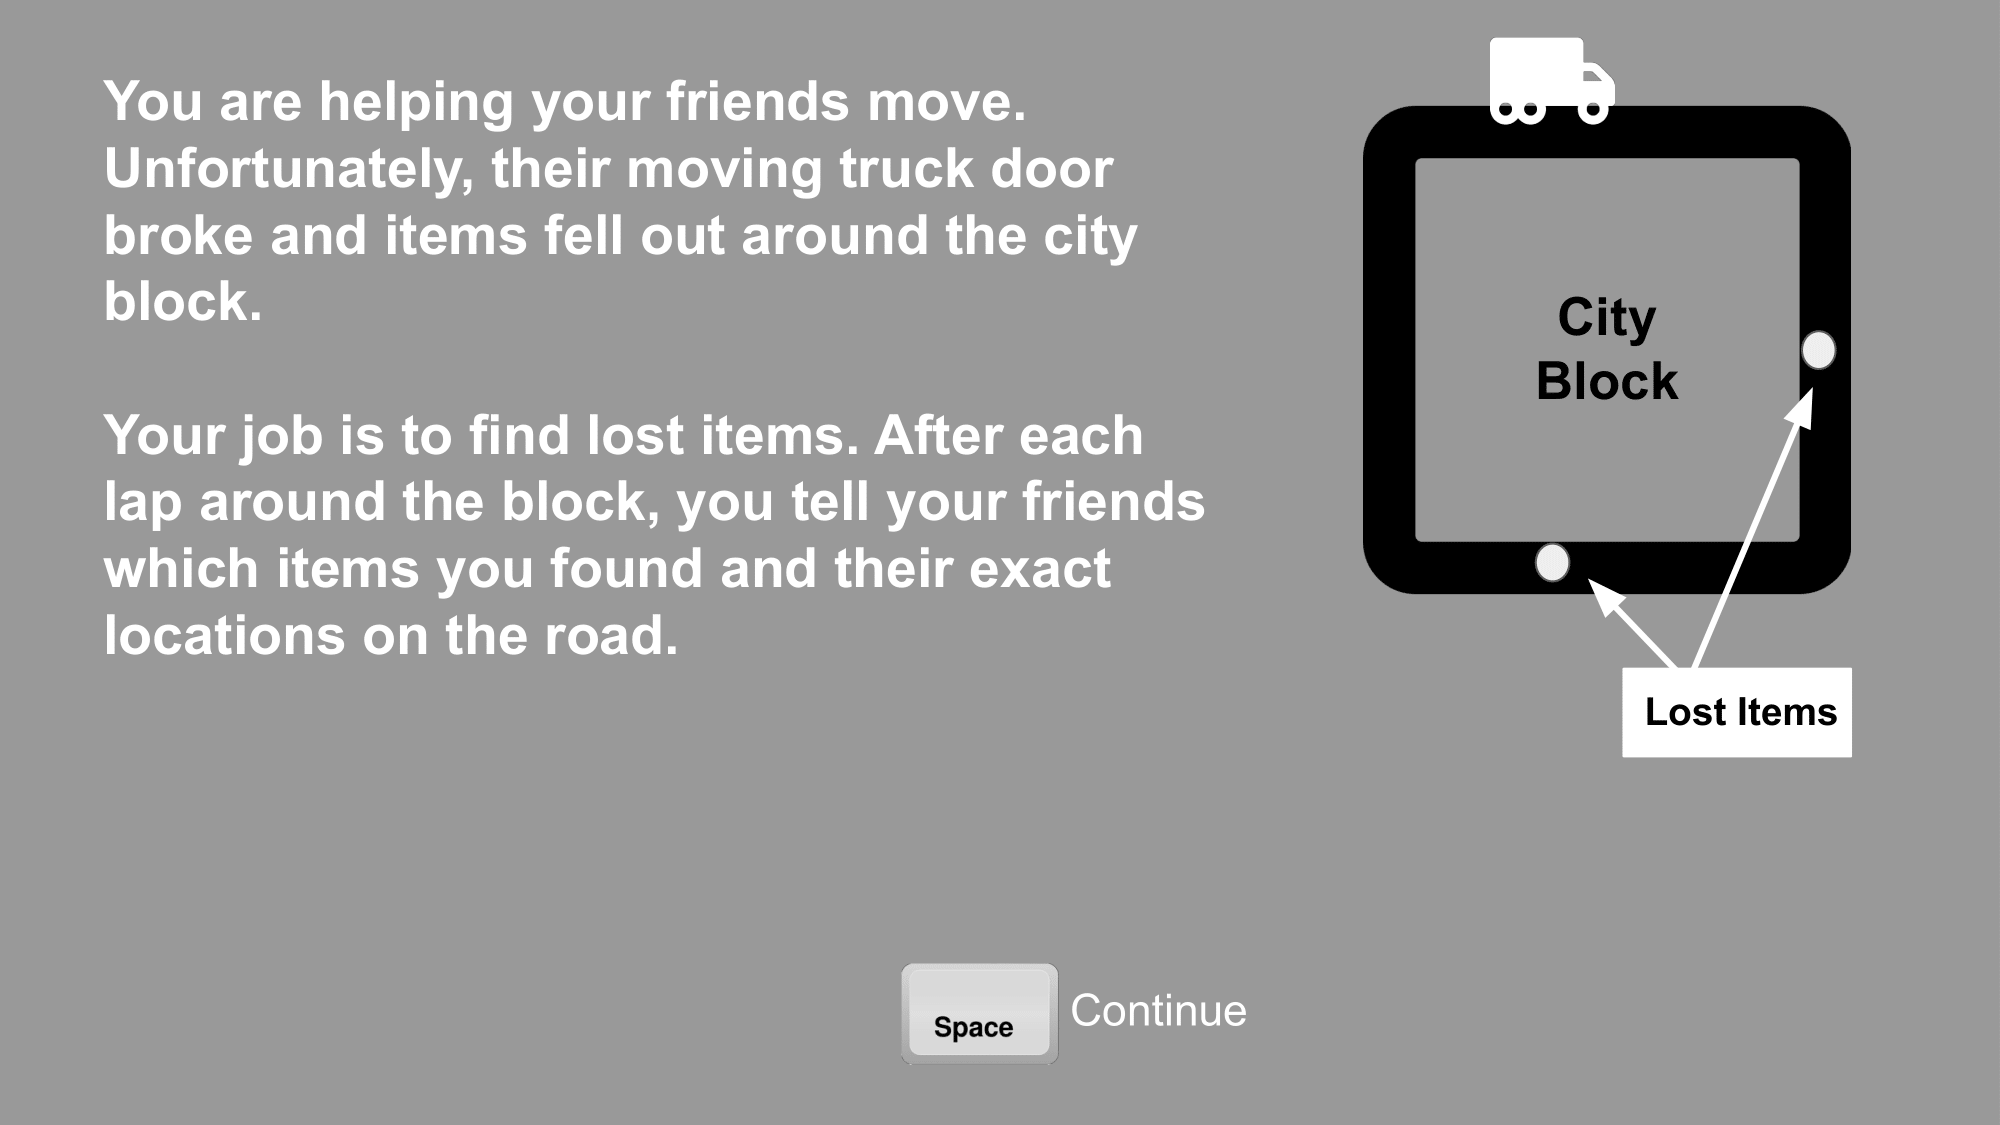 You are helping your friends move.
Unfortunately, their moving truck door
broke and items fell out around the city
block.
Your job is to find lost items. After each
lap around the block, you tell your friends
which items you found and their exact
locations on the road.
City
Block
Lost Items
Space
Continue